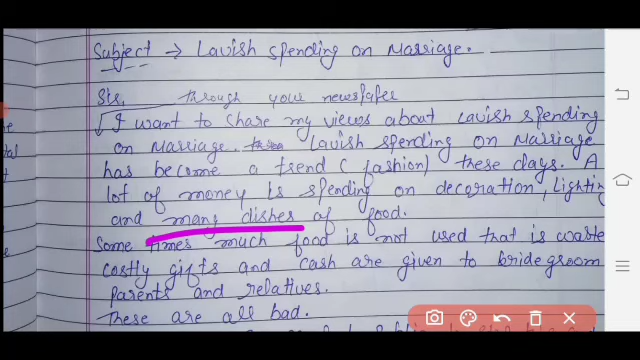 Subject → Lavish Spending on Marriage.
Sir, through your newspaper
I want to share my views about Lavish spending
on Marriage. Lavish spending on Marriage
has become a trend (fashion) these days. A
lot of money is spending on decoration, lighting
and many dishes of food.
Some times much food is not used that is waste
costly gifts and cash are given to bridegroom
Parents and relatives.
These are all bad.